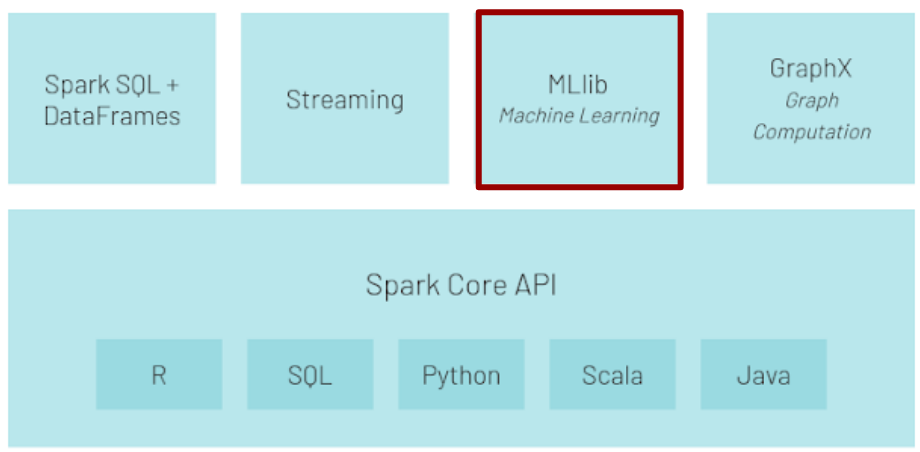 Spark SQL +
DataFrames
Streaming
MLlib
Machine Learning
GraphX
Graph
Computation
Spark Core API
R
SQL
Python
Scala
Java